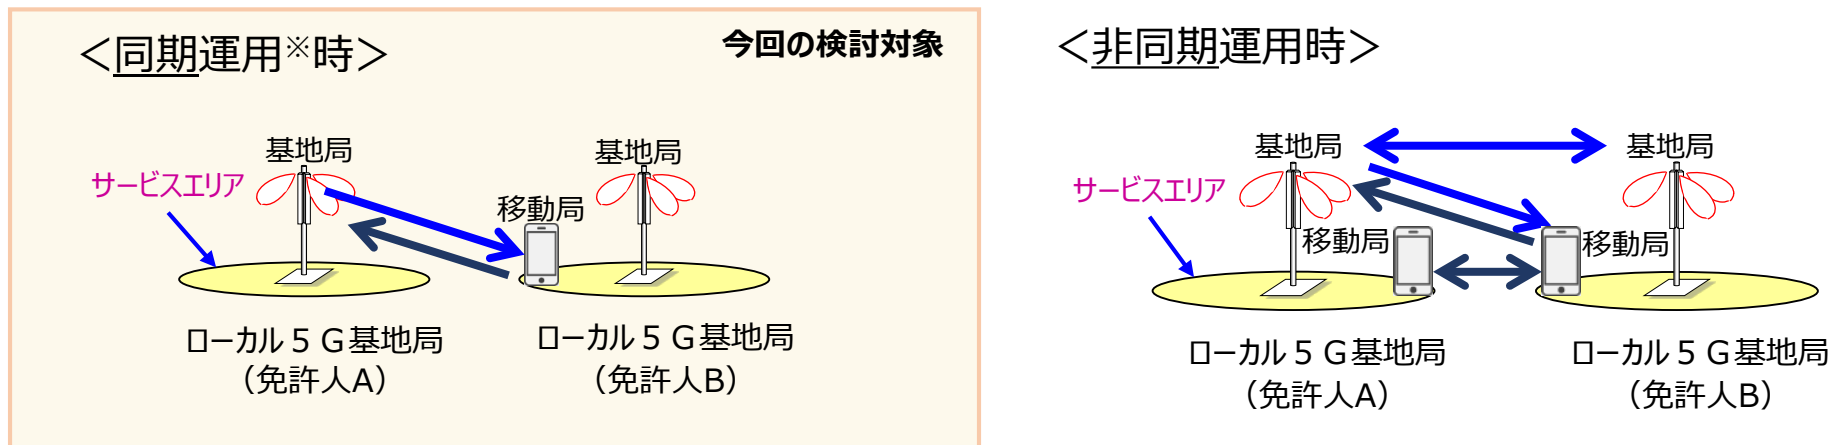 ＜同期運用※時＞
今回の検討対象
基地局
基地局
サービスエリア
移動局
ローカル５Ｇ基地局
（免許人A）
ローカル５Ｇ基地局
（免許人B）
＜非同期運用時＞
基地局
基地局
サービスエリア
移動局
移動局
ローカル５Ｇ基地局
（免許人A）
ローカル５Ｇ基地局
（免許人B）